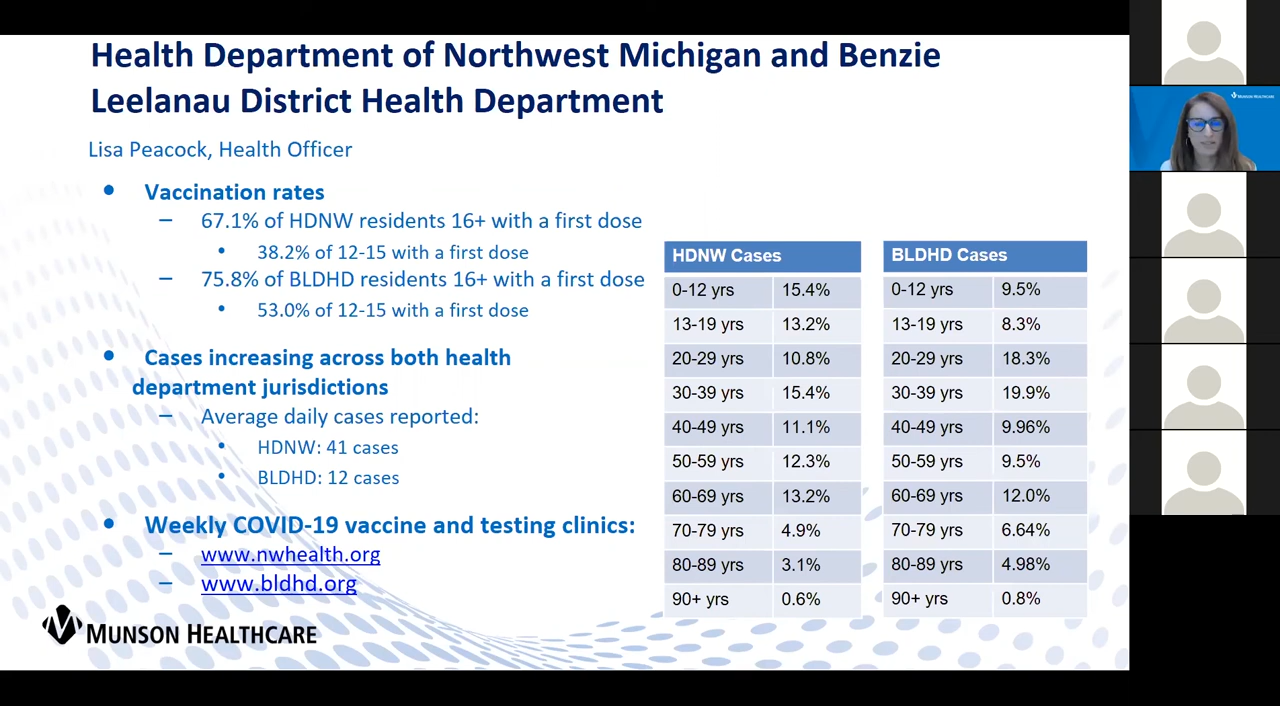 Health Department of Northwest Michigan and Benzie
Leelanau District Health Department
Lisa Peacock, Health Officer
• Vaccination rates
– 67.1% of HDNW residents 16+ with a first dose
• 38.2% of 12-15 with a first dose
– 75.8% of BLDHD residents 16+ with a first dose
• 53.0% of 12-15 with a first dose
• Cases increasing across both health
department jurisdictions
– Average daily cases reported:
• HDNW: 41 cases
• BLDHD: 12 cases
• Weekly COVID-19 vaccine and testing clinics:
– www.nwhealth.org
– www.bldhd.org
MUNSON HEALTHCARE
HDNW Cases
0-12 yrs 15.4%
13-19 yrs 13.2%
20-29 yrs 10.8%
30-39 yrs 15.4%
40-49 yrs 11.1%
50-59 yrs 12.3%
60-69 yrs 13.2%
70-79 yrs 4.9%
80-89 yrs 3.1%
90+ yrs 0.6%
BLDHD Cases
0-12 yrs 9.5%
13-19 yrs 8.3%
20-29 yrs 18.3%
30-39 yrs 19.9%
40-49 yrs 9.96%
50-59 yrs 9.5%
60-69 yrs 12.0%
70-79 yrs 6.64%
80-89 yrs 4.98%
90+ yrs 0.8%
MUNSON HEALTHCARE